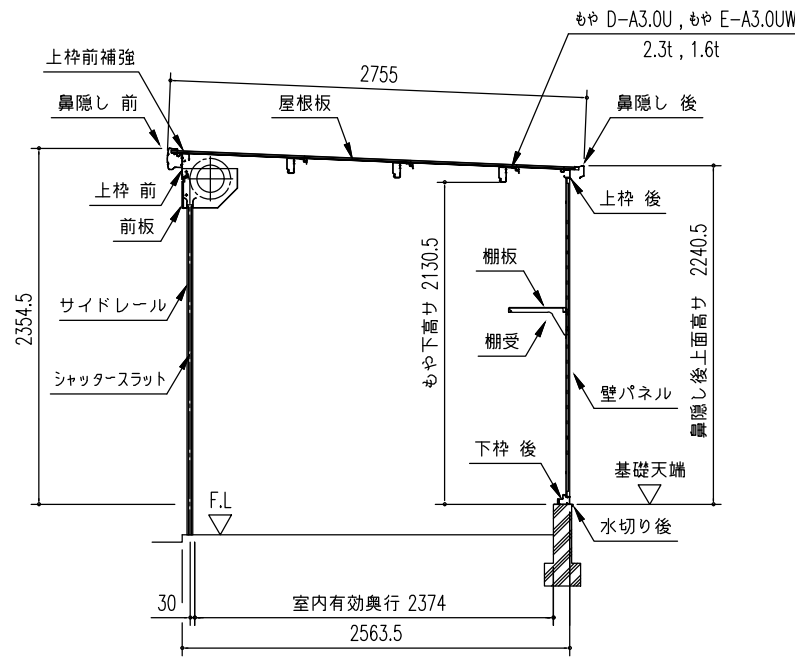 もや D-A3.0U , もや E-A3.0UW
2.3t , 1.6t
上枠前補強
2755
鼻隠し 前
屋根板
鼻隠し 後
上枠 前
上枠 後
前板
2354.5
サイドレール
シャッタースラット
もや下高サ 2130.5
棚板
棚受
鼻隠し後上面高サ 2240.5
壁パネル
下枠 後
基礎天端
F.L
水切り後
30
室内有効奥行 2374
2563.5